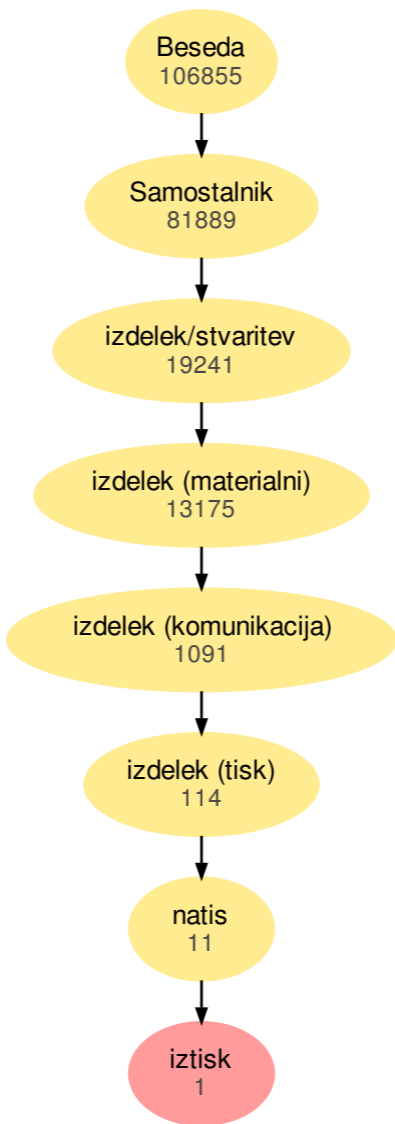 Beseda
106855
Samostalnik
81889
izdelek/stvaritev
19241
izdelek (materialni)
13175
izdelek (komunikacija)
1091
izdelek (tisk)
114
natis
11
iztisk
1